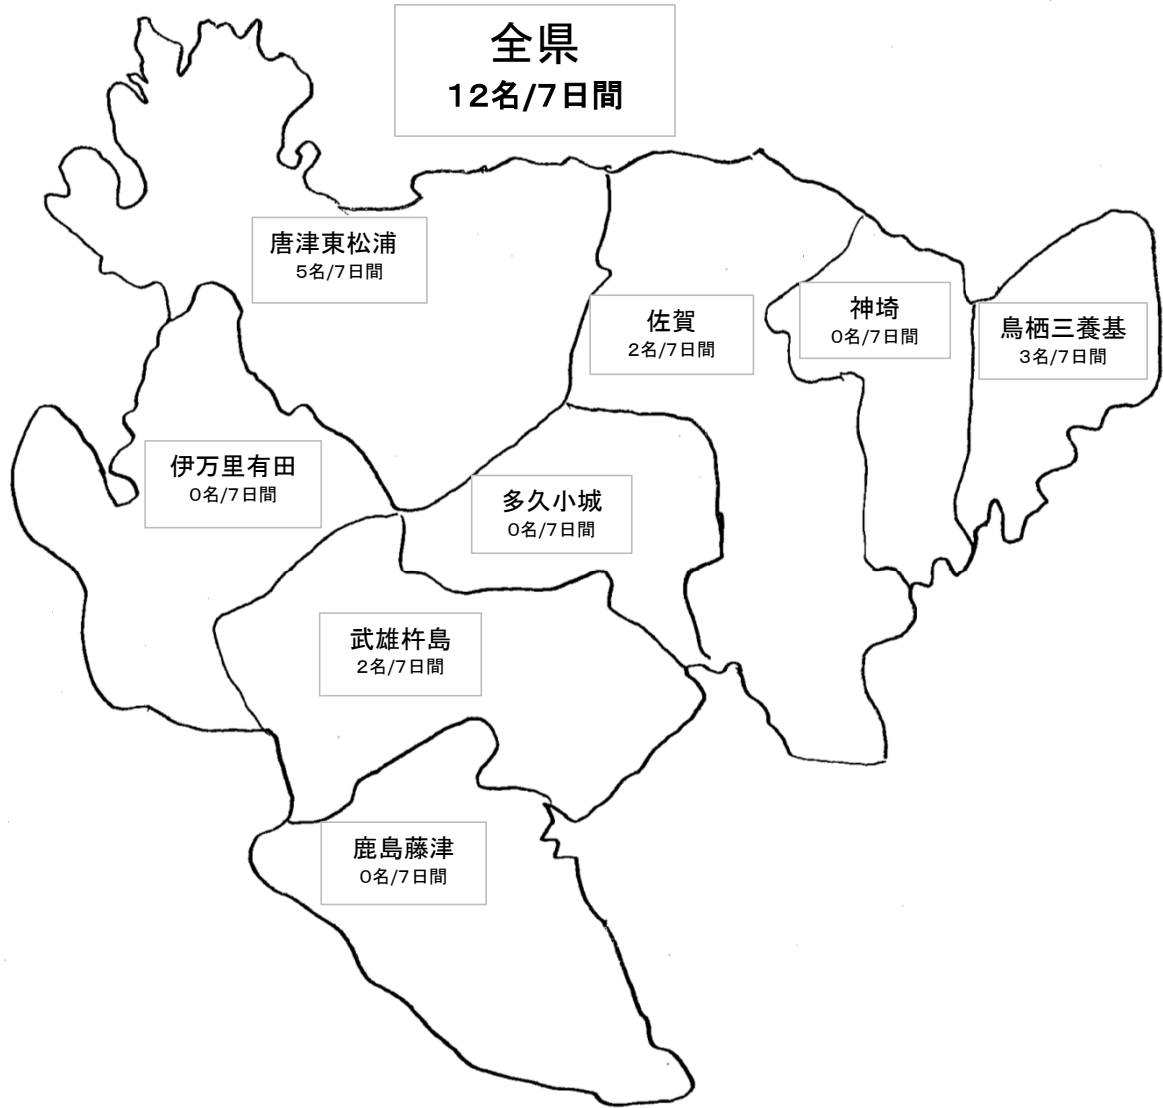 全県
12名/7日間
唐津東松浦
5名/7日間
佐賀
2名/7日間
神埼
0名/7日間
鳥栖三養基
3名/7日間
伊万里有田
0名/7日間
多久小城
0名/7日間
武雄杵島
2名/7日間
鹿島藤津
0名/7日間